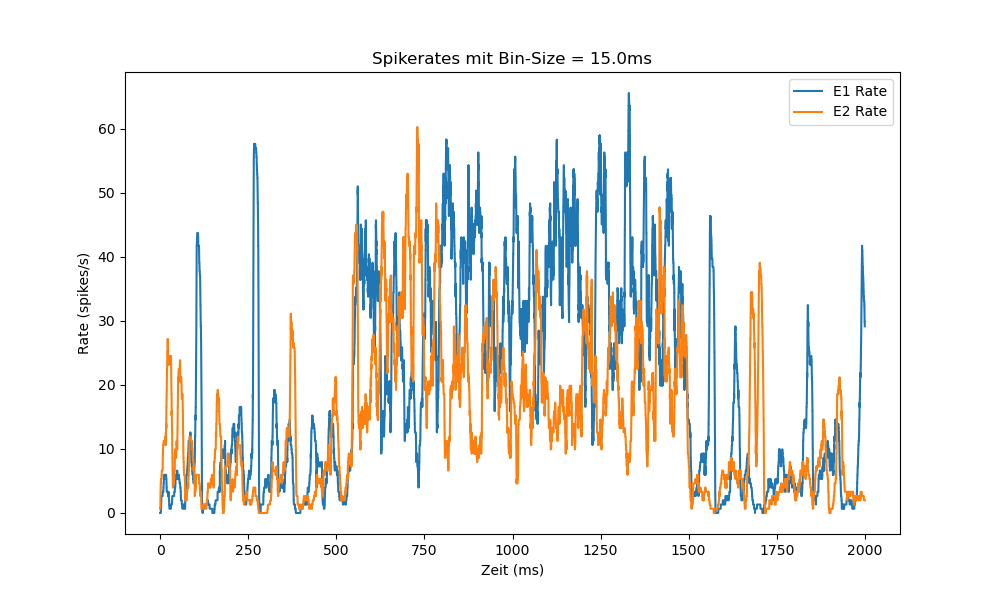 Spikerates mit Bin-Size = 15.0ms
E1 Rate
E2 Rate
60
50
40
30
20
10
0
Rate (spikes/s)
0 250 500 750 1000 1250 1500 1750 2000
Zeit (ms)